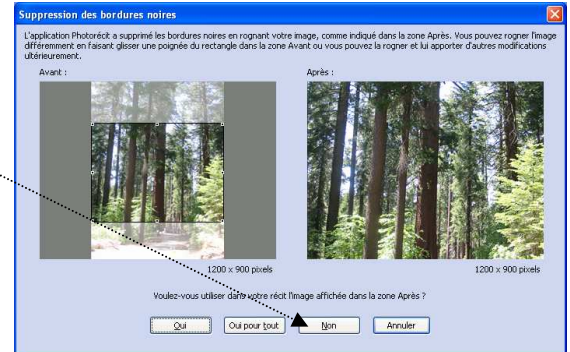 Suppression des bordures noires
L'application Photorécit a supprimé les bordures noires en rognant votre image, comme indiqué dans la zone Après. Vous pouvez rogner l'image
différemment en faisant glisser une poignée du rectangle dans la zone Avant ou vous pouvez la rogner et lui apporter d'autres modifications
ultérieurement.
Avant :
Après :
1200 x 900 pixels
1200 x 900 pixels
Voulez-vous utiliser dans votre récit l'image affichée dans la zone Après ?
Oui
Oui pour tout
Non
Annuler